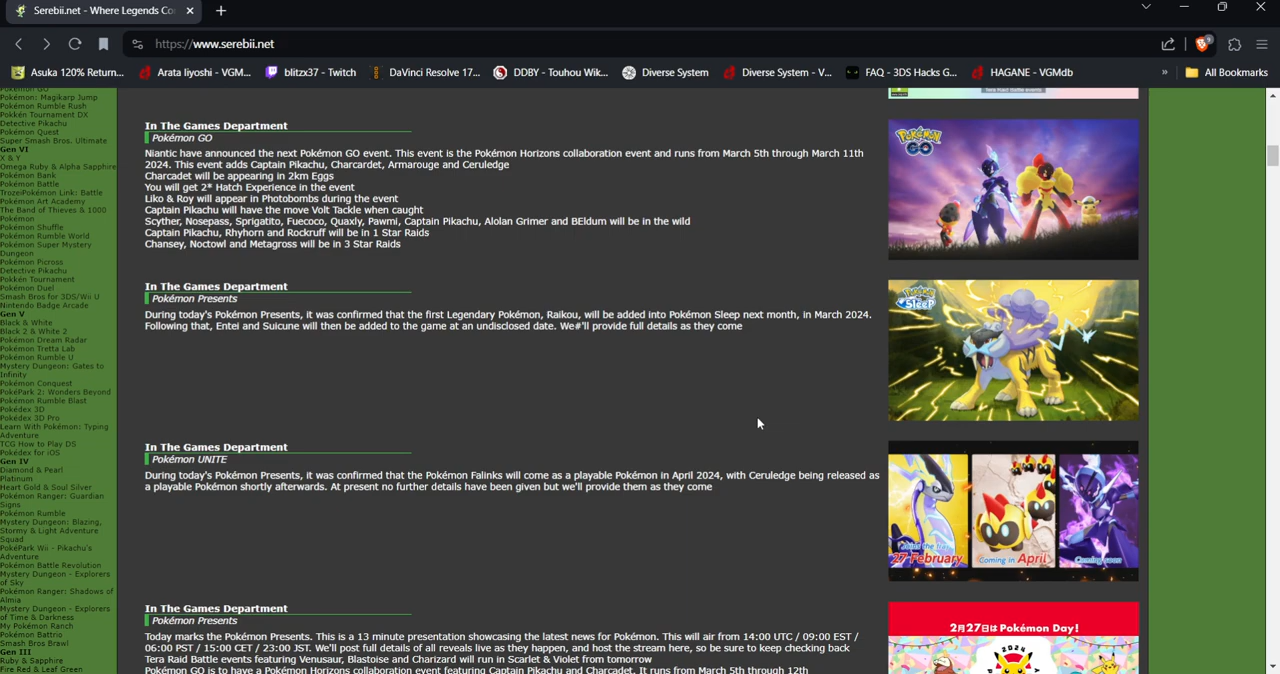 Serebii.net - Where Legends Co
https://www.serebii.net
9
Asuka 120% Return...
Arata Iiyoshi - VGM...
blitzx37 - Twitch
DaVinci Resolve 17...
DDBY - Touhou Wik...
Diverse System
Diverse System - V...
FAQ - 3DS Hacks G...
HAGANE - VGMdb
»
All Bookmarks
Pokémon GO
Pokémon: Magikarp Jump
Pokémon Rumble Rush
Pokkén Tournament DX
Detective Pikachu
Pokémon Quest
Super Smash Bros. Ultimate
Gen VI
X & Y
Omega Ruby & Alpha Sapphire
Pokémon Bank
Pokémon Battle
TrozeiPokémon Link: Battle
Pokémon Art Academy
The Band of Thieves & 1000
Pokémon
Pokémon Shuffle
Pokémon Rumble World
Pokémon Super Mystery
Dungeon
Pokémon Picross
Detective Pikachu
Pokkén Tournament
Pokémon Duel
Smash Bros for 3DS/Wii U
Nintendo Badge Arcade
Gen V
Black & White
Black 2 & White 2
Pokémon Dream Radar
Pokémon Tretta Lab
Pokémon Rumble U
Mystery Dungeon: Gates to
Infinity
Pokémon Conquest
PokéPark 2: Wonders Beyond
Pokémon Rumble Blast
Pokédex 3D
Pokédex 3D Pro
Learn With Pokémon: Typing
Adventure
TCG How to Play DS
Pokédex for iOS
Gen IV
Diamond & Pearl
Platinum
Heart Gold & Soul Silver
Pokémon Ranger: Guardian
Signs
Pokémon Rumble
Mystery Dungeon: Blazing,
Stormy & Light Adventure
Squad
PokéPark Wii - Pikachu's
Adventure
Pokémon Battle Revolution
Mystery Dungeon - Explorers
of Sky
Pokémon Ranger: Shadows of
Almia
Mystery Dungeon - Explorers
of Time & Darkness
My Pokémon Ranch
Pokémon Battrio
Smash Bros Brawl
Gen III
Ruby & Sapphire
Fire Red & Leaf Green
In The Games Department
Pokémon GO
Niantic have announced the next Pokémon GO event. This event is the Pokémon Horizons collaboration event and runs from March 5th through March 11th
2024. This event adds Captain Pikachu, Charcardet, Armarouge and Ceruledge
Charcadet will be appearing in 2km Eggs
You will get 2* Hatch Experience in the event
Liko & Roy will appear in Photobombs during the event
Captain Pikachu will have the move Volt Tackle when caught
Scyther, Nosepass, Sprigatito, Fuecoco, Quaxly, Pawmi, Captain Pikachu, Alolan Grimer and BEldum will be in the wild
Captain Pikachu, Rhyhorn and Rockruff will be in 1 Star Raids
Chansey, Noctowl and Metagross will be in 3 Star Raids
Pokémon GO
In The Games Department
Pokémon Presents
During today's Pokémon Presents, it was confirmed that the first Legendary Pokémon, Raikou, will be added into Pokémon Sleep next month, in March 2024.
Following that, Entei and Suicune will then be added to the game at an undisclosed date. We#'ll provide full details as they come
Pokémon Sleep
In The Games Department
Pokémon UNITE
During today's Pokémon Presents, it was confirmed that the Pokémon Falinks will come as a playable Pokémon in April 2024, with Ceruledge being released as
a playable Pokémon shortly afterwards. At present no further details have been given but we'll provide them as they come
Joins the fray
27 February
Coming in April
Coming soon
In The Games Department
Pokémon Presents
Today marks the Pokémon Presents. This is a 13 minute presentation showcasing the latest news for Pokémon. This will air from 14:00 UTC / 09:00 EST /
06:00 PST / 15:00 CET / 23:00 JST. We'll post full details of all reveals live as they happen, and host the stream here, so be sure to keep checking back
Tera Raid Battle events featuring Venusaur, Blastoise and Charizard will run in Scarlet & Violet from tomorrow
Pokémon GO is to have a Pokémon Horizons collaboration event featuring Captain Pikachu and Charcadet. It runs from March 5th through 12th
2月27日は Pokémon Day!
2024